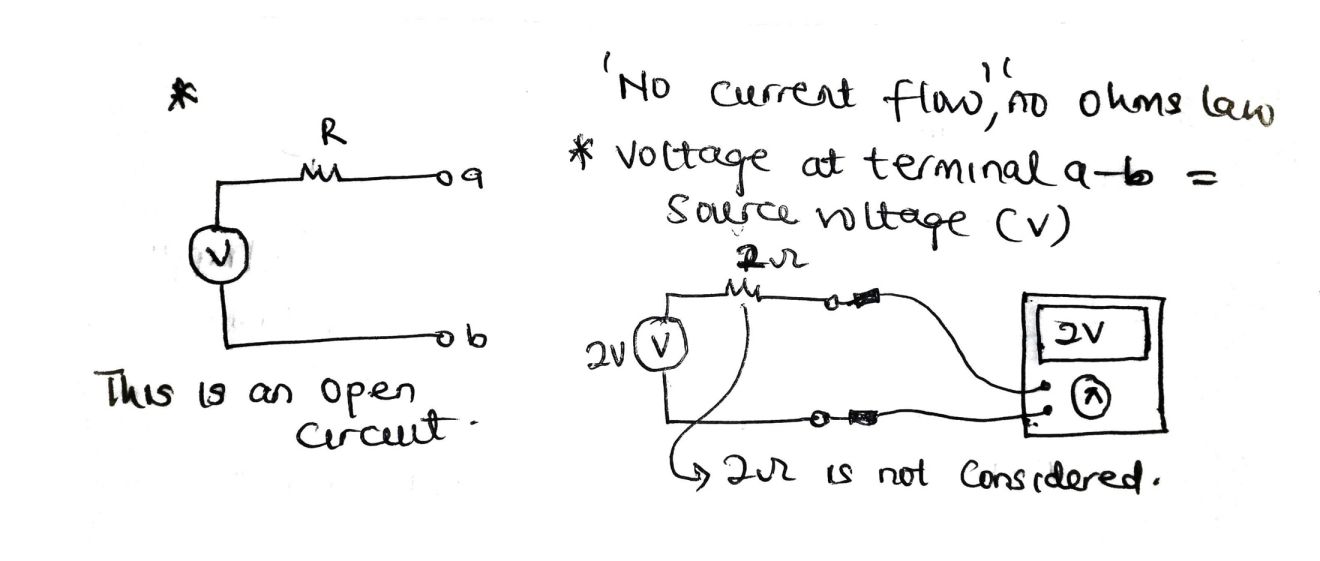 *
"No current flow", no ohms law
R
* voltage at terminal a-b =
a
source voltage (V)
2Ω
V
2V
V
2V
b
This is an open
circuit.
2Ω is not considered.